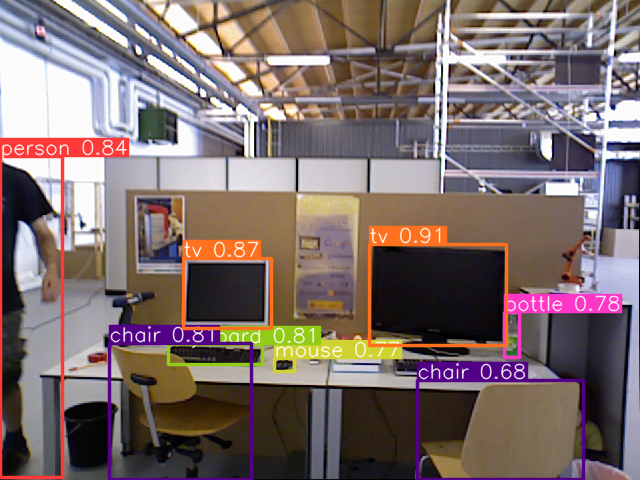 person 0.84
tv 0.87
tv 0.91
bottle 0.78
chair 0.81
oard 0.81
mouse 0.77
chair 0.68